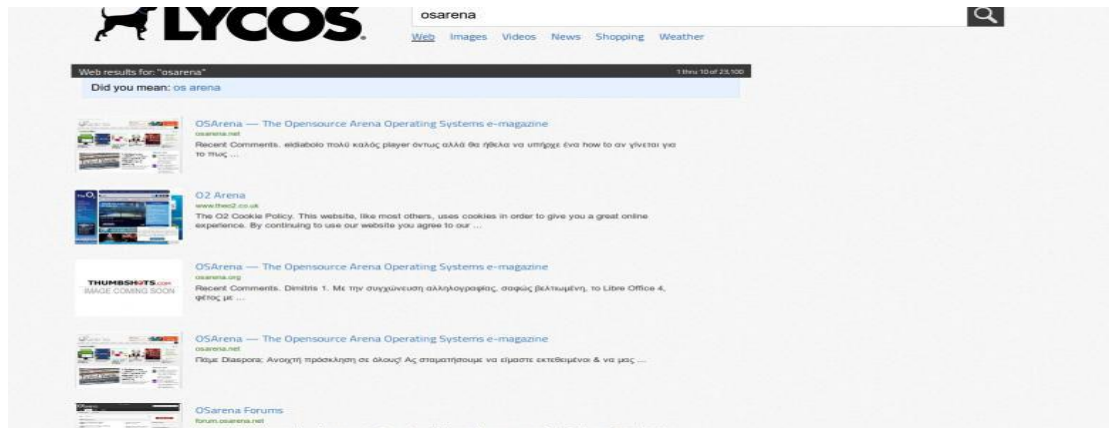 LYCOS.
osarena
Web Images Videos News Shopping Weather
Web results for: "osarena" 1 thru 10 of 23,100
Did you mean: os arena
OSArena — The Opensource Arena Operating Systems e-magazine
osarena.net
Recent Comments. eidiabolo πολύ καλός player όντως αλλά θα ήθελα να υπήρχε ένα how to αν γίνεται για
το πως ...
O2 Arena
www.theo2.co.uk
The O2 Cookie Policy. This website, like most others, uses cookies in order to give you a great online
experience. By continuing to use our website you agree to our ...
OSArena — The Opensource Arena Operating Systems e-magazine
osarena.org
THUMBSHOTS.com
IMAGE COMING SOON
Recent Comments. Dimitris 1. Με την συγχώνευση αλληλογραφίας, σαφώς βελτιωμένη, το Libre Office 4,
φέτος με ...
OSArena — The Opensource Arena Operating Systems e-magazine
osarena.net
Πάμε Diaspora; Ανοιχτή πρόσκληση σε όλους! Ας σταματήσουμε να είμαστε εκτεθειμένοι & να μας ...
OSarena Forums
forum.osarena.net